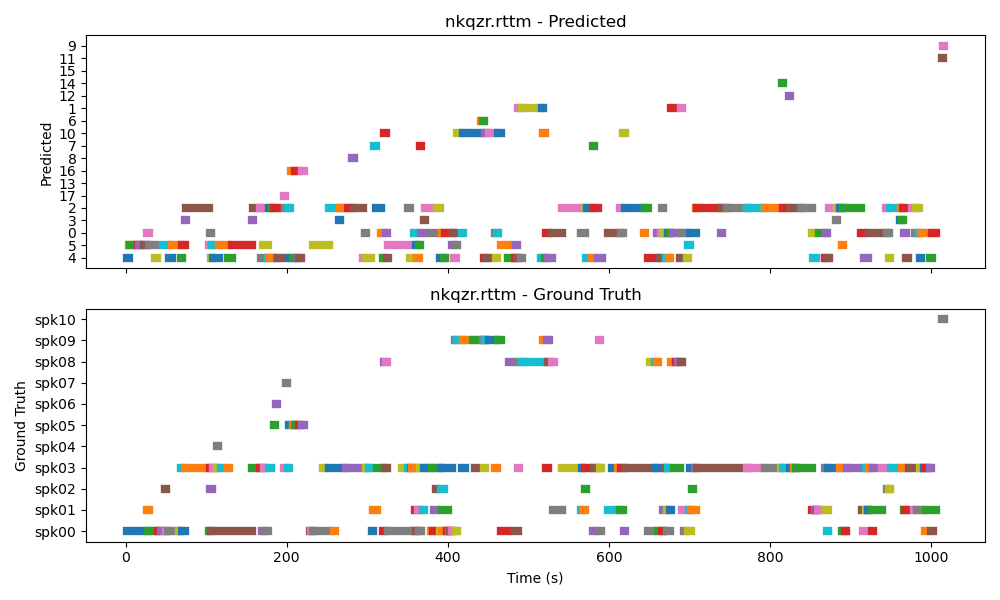 nkqzr.rttm - Predicted
9
11
15
14
12
1
6
10
7
8
16
13
17
2
3
0
5
4
Predicted
nkqzr.rttm - Ground Truth
spk10
spk09
spk08
spk07
spk06
spk05
spk04
spk03
spk02
spk01
spk00
Ground Truth
0 200 400 600 800 1000
Time (s)